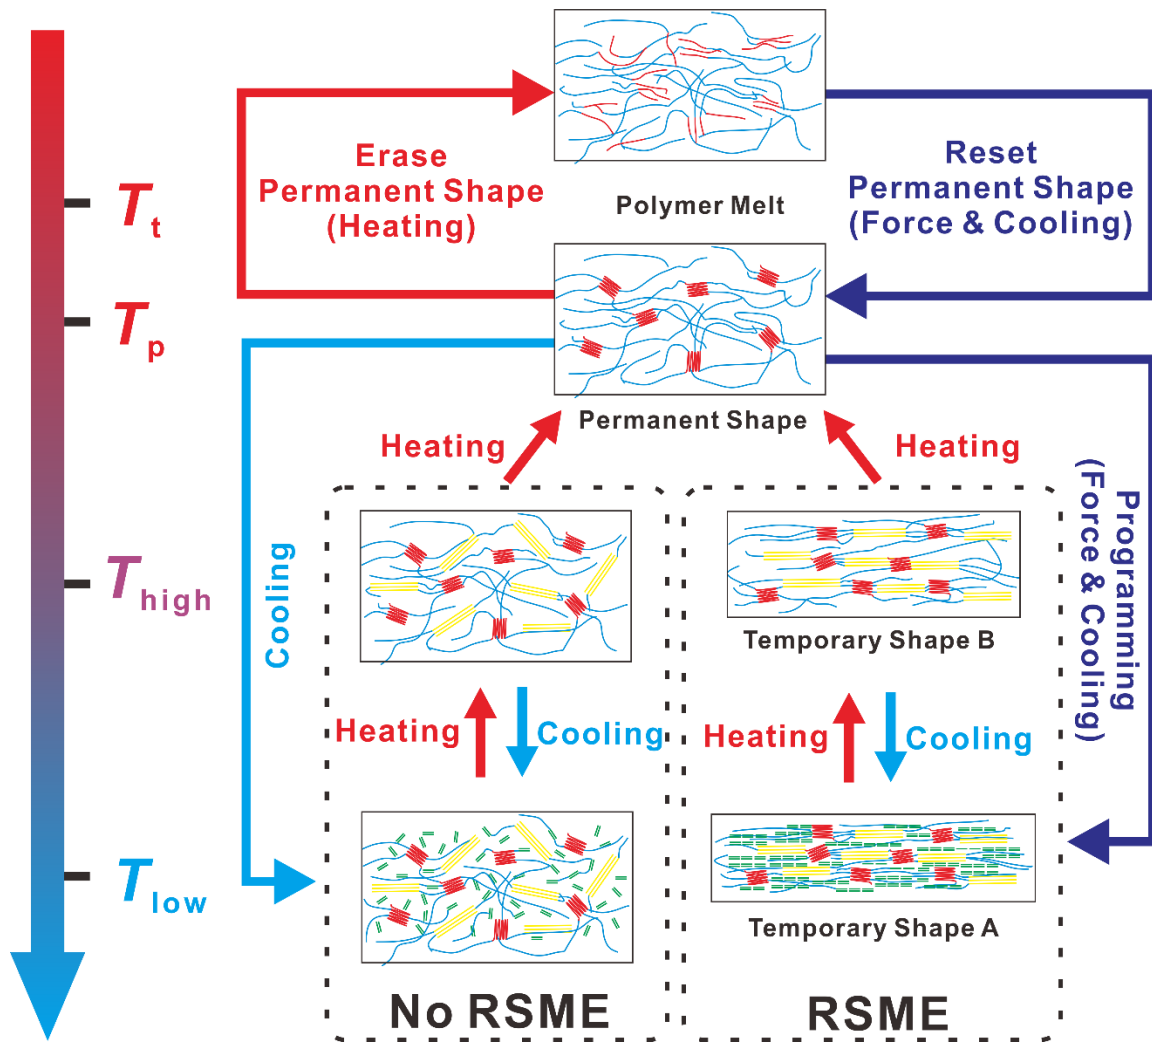 Erase
Permanent Shape
(Heating)
Reset
Permanent Shape
(Force & Cooling)
Polymer Melt
Tt
Tp
Permanent Shape
Heating
Heating
Programming
(Force & Cooling)
Cooling
Thigh
Temporary Shape B
Heating
Cooling
Heating
Cooling
Tlow
Temporary Shape A
No RSME
RSME